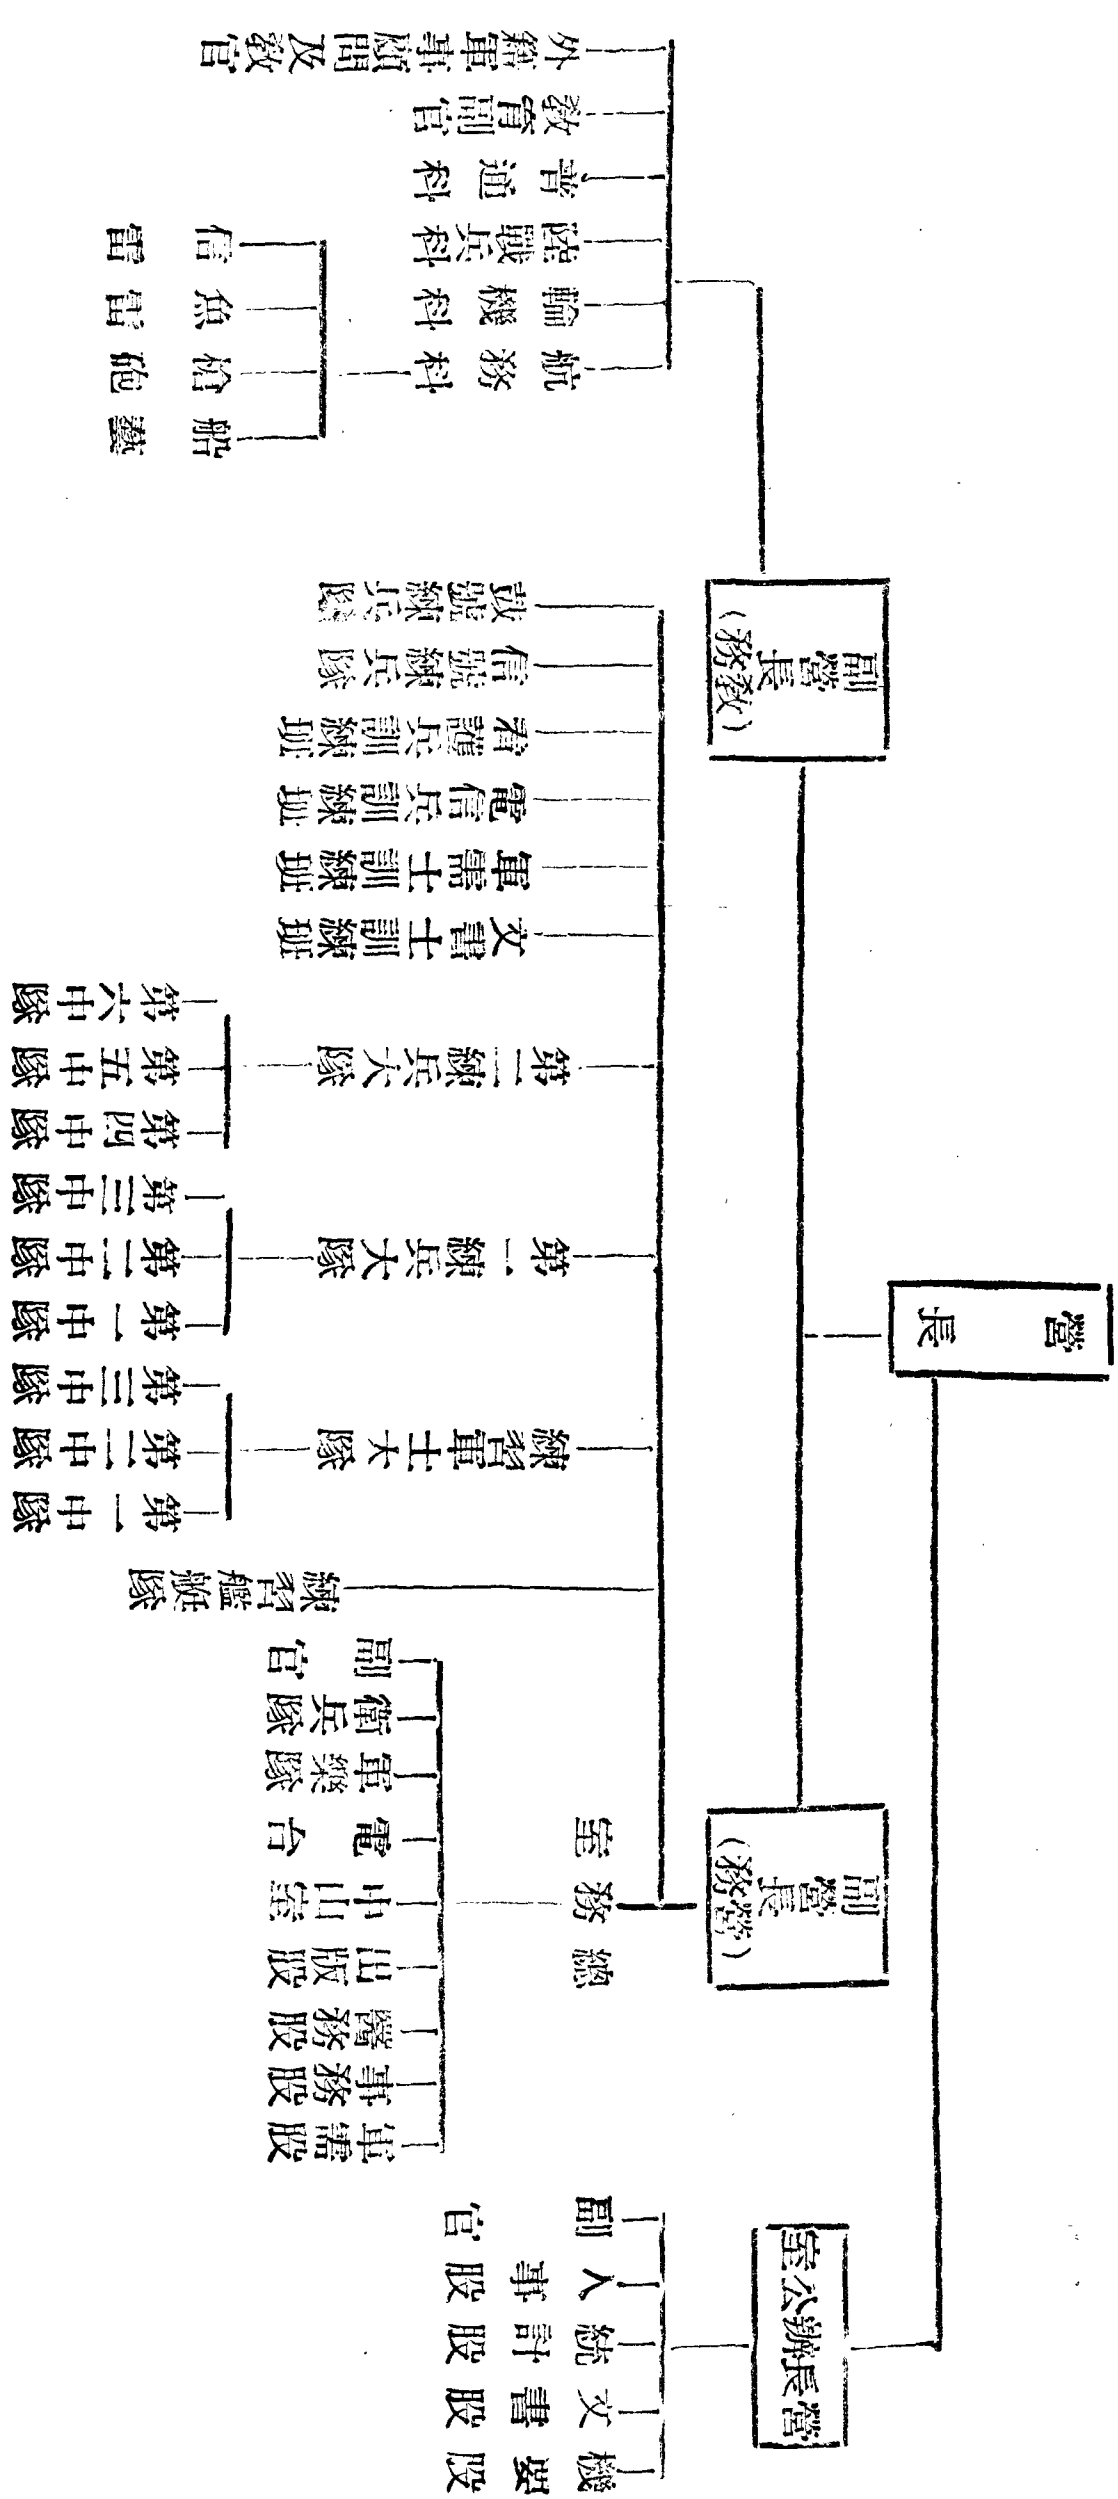 營長
營長辦公室
機要股
文書股
統計股
人事股
副官
副營長
(營務)
總務室
軍需股
事務股
醫務股
出版股
中山室
電台
軍樂隊
衛兵隊
副官
練習艦艇隊
練習軍士大隊
第一中隊
第二中隊
第三中隊
第一練兵大隊
第一中隊
第二中隊
第三中隊
第二練兵大隊
第四中隊
第五中隊
第六中隊
文書士訓練班
軍需士訓練班
電信兵訓練班
看護兵訓練班
信號練兵隊
鼓號練兵隊
副營長
(教務)
航務科
船藝
槍砲
魚雷
信雷
輪機科
陸戰兵科
普通科
教育副官
外籍軍事顧問及教官